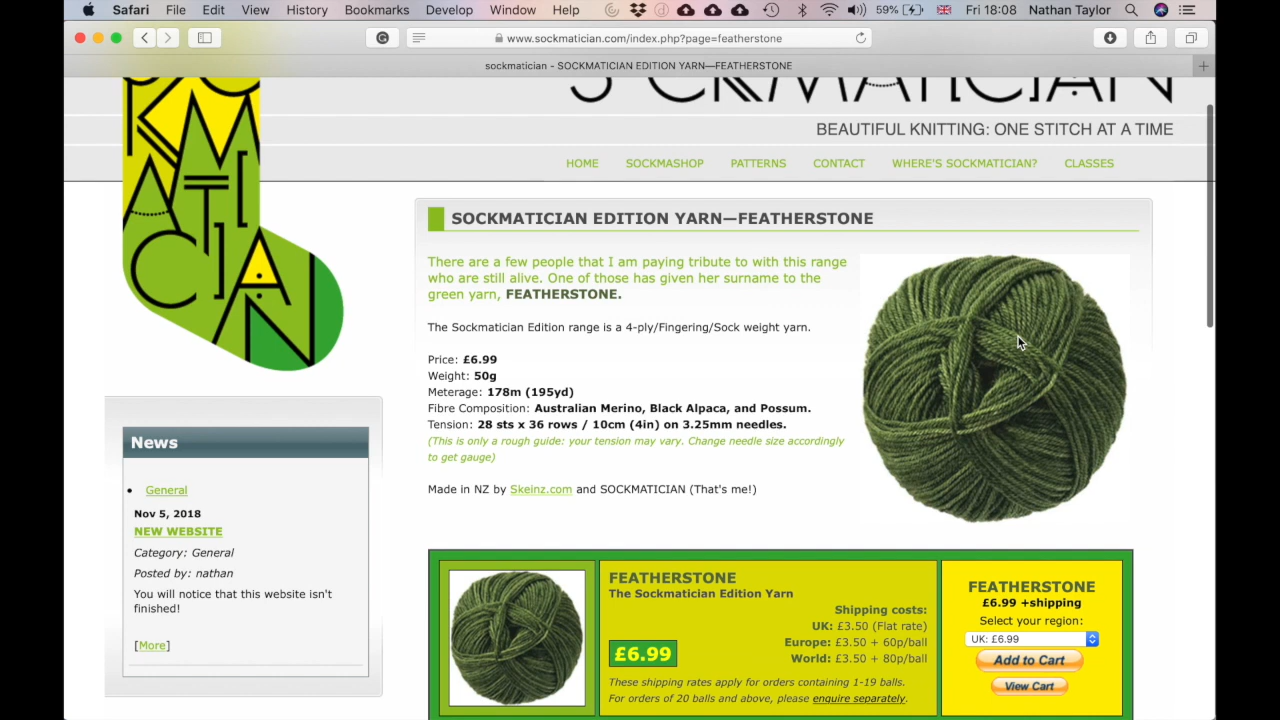 Safari File Edit View History Bookmarks Develop Window Help 59% Fri 18:08 Nathan Taylor
www.sockmatician.com/index.php?page=featherstone
sockmatician - SOCKMATICIAN EDITION YARN—FEATHERSTONE
SOCKMATICIAN
BEAUTIFUL KNITTING: ONE STITCH AT A TIME
HOME SOCKMASHOP PATTERNS CONTACT WHERE'S SOCKMATICIAN? CLASSES
SOCKMATICIAN EDITION YARN—FEATHERSTONE
There are a few people that I am paying tribute to with this range
who are still alive. One of those has given her surname to the
green yarn, FEATHERSTONE.
The Sockmatician Edition range is a 4-ply/Fingering/Sock weight yarn.
Price: £6.99
Weight: 50g
Meterage: 178m (195yd)
Fibre Composition: Australian Merino, Black Alpaca, and Possum.
Tension: 28 sts x 36 rows / 10cm (4in) on 3.25mm needles.
(This is only a rough guide: your tension may vary. Change needle size accordingly
to get gauge)
Made in NZ by Skeinz.com and SOCKMATICIAN (That's me!)
News
General
Nov 5, 2018
NEW WEBSITE
Category: General
Posted by: nathan
You will notice that this website isn't
finished!
[More]
FEATHERSTONE
The Sockmatician Edition Yarn
Shipping costs:
UK: £3.50 (Flat rate)
Europe: £3.50 + 60p/ball
World: £3.50 + 80p/ball
£6.99
These shipping rates apply for orders containing 1-19 balls.
For orders of 20 balls and above, please enquire separately.
FEATHERSTONE
£6.99 +shipping
Select your region:
UK: £6.99
Add to Cart
View Cart